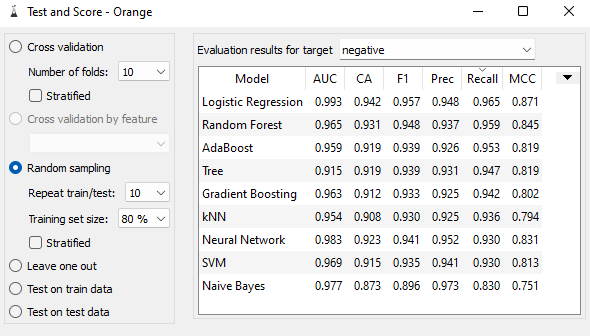 Test and Score - Orange
Cross validation
Number of folds: 10
Stratified
Cross validation by feature
Random sampling
Repeat train/test: 10
Training set size: 80 %
Stratified
Leave one out
Test on train data
Test on test data
Evaluation results for target negative
Model AUC CA F1 Prec Recall MCC
Logistic Regression 0.993 0.942 0.957 0.948 0.965 0.871
Random Forest 0.965 0.931 0.948 0.937 0.959 0.845
AdaBoost 0.959 0.919 0.939 0.926 0.953 0.819
Tree 0.915 0.919 0.939 0.931 0.947 0.819
Gradient Boosting 0.963 0.912 0.933 0.925 0.942 0.802
kNN 0.954 0.908 0.930 0.925 0.936 0.794
Neural Network 0.983 0.923 0.941 0.952 0.930 0.831
SVM 0.969 0.915 0.935 0.941 0.930 0.813
Naive Bayes 0.977 0.873 0.896 0.973 0.830 0.751